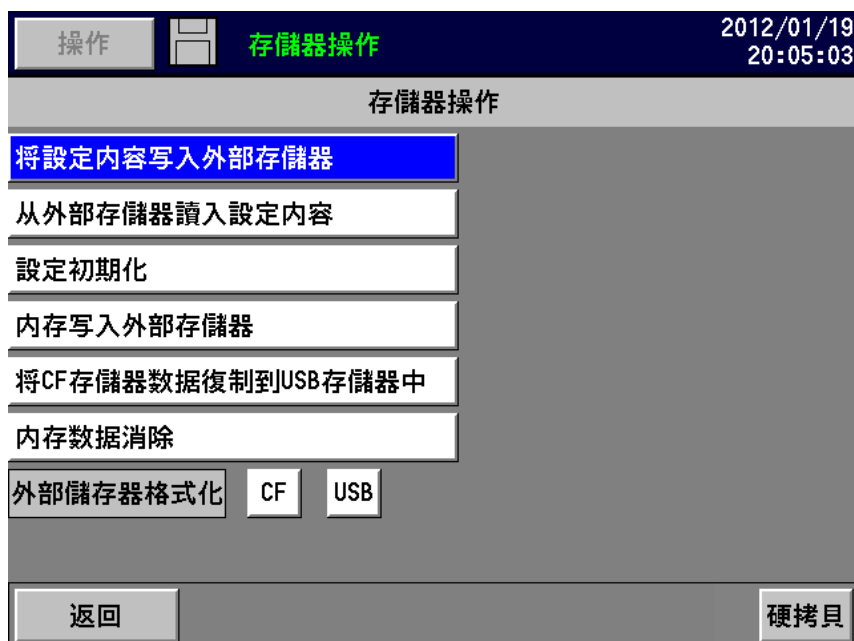 操作
存儲器操作
2012/01/19
20:05:03
存儲器操作
将設定内容写入外部存儲器
从外部存儲器讀入設定内容
設定初期化
内存写入外部存儲器
将CF存儲器数据復制到USB存儲器中
内存数据消除
外部儲存器格式化 CF USB
返回 硬拷貝